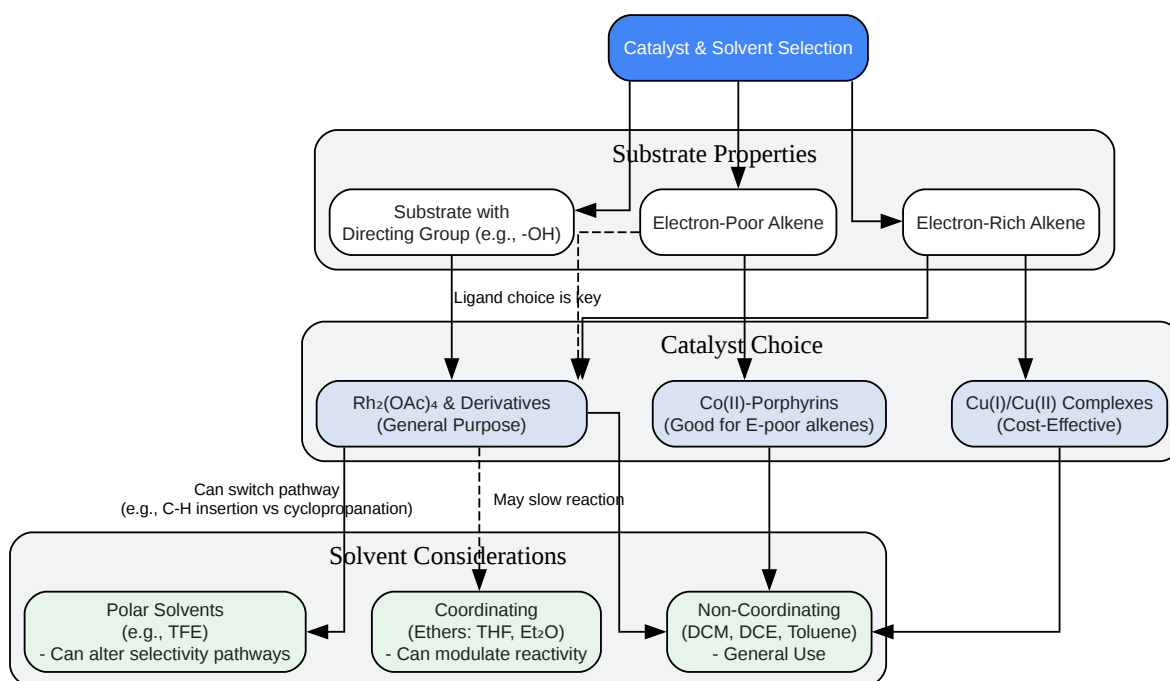 Catalyst & Solvent Selection
Substrate Properties
Substrate with
Directing Group (e.g., -OH)
Electron-Poor Alkene
Electron-Rich Alkene
Ligand choice is key
Catalyst Choice
Rh₂(OAc)₄ & Derivatives
(General Purpose)
Co(II)-Porphyrins
(Good for E-poor alkenes)
Cu(I)/Cu(II) Complexes
(Cost-Effective)
Can switch pathway
(e.g., C-H insertion vs cyclopropanation)
May slow reaction
Solvent Considerations
Polar Solvents
(e.g., TFE)
- Can alter selectivity pathways
Coordinating
(Ethers: THF, Et₂O)
- Can modulate reactivity
Non-Coordinating
(DCM, DCE, Toluene)
- General Use